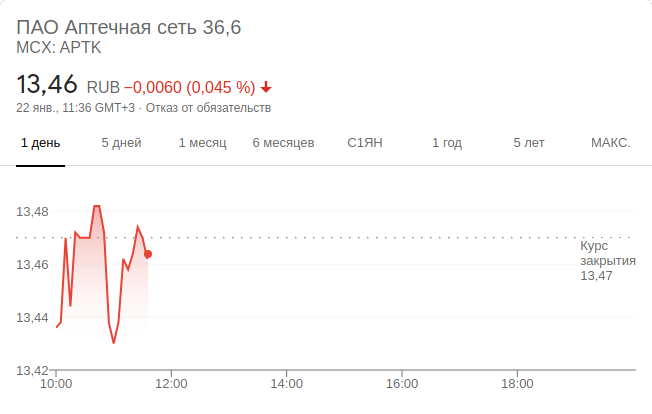 ПАО Аптечная сеть 36,6
MCX: APTK
13,46 RUB −0,0060 (0,045 %)
22 янв., 11:36 GMT+3 · Отказ от обязательств
1 день 5 дней 1 месяц 6 месяцев С1ЯН 1 год 5 лет МАКС.
13,48
Курс
закрытия
13,47
13,46
13,44
13,42
10:00 12:00 14:00 16:00 18:00